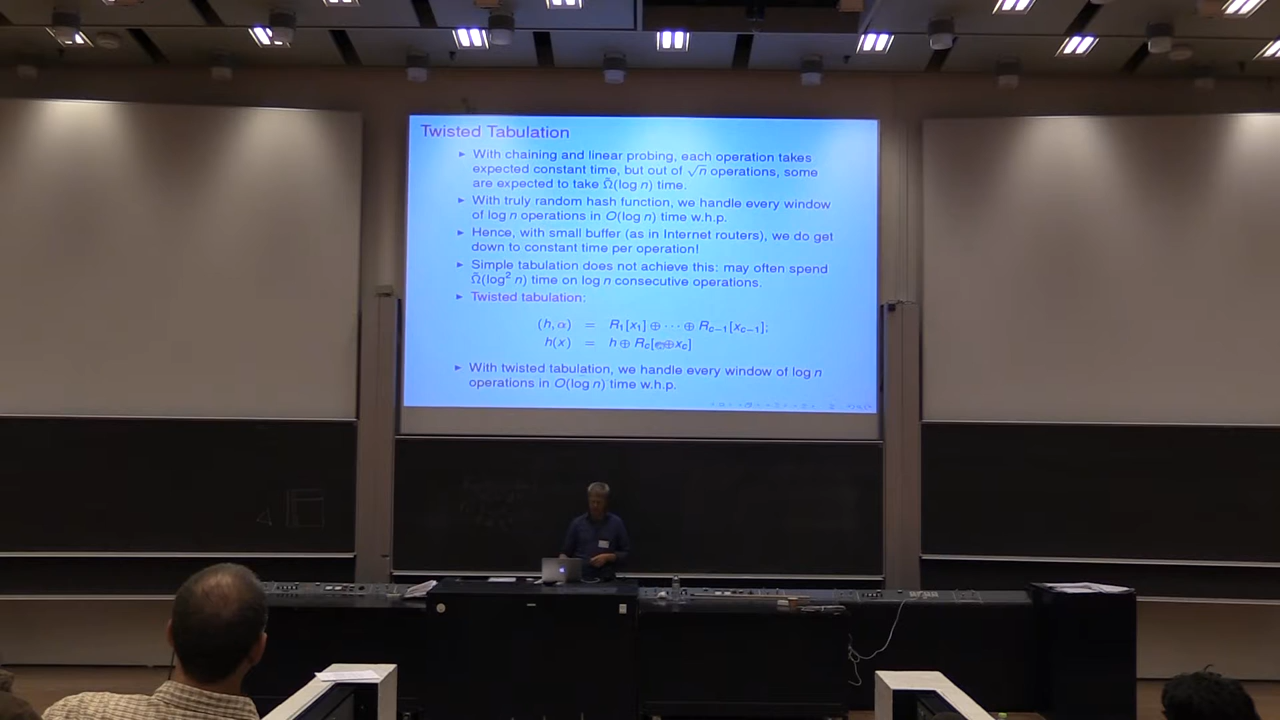 Twisted Tabulation
► With chaining and linear probing, each operation takes
expected constant time, but out of √n operations, some
are expected to take Ω̃(log n) time.
► With truly random hash function, we handle every window
of log n operations in O(log n) time w.h.p.
► Hence, with small buffer (as in Internet routers), we do get
down to constant time per operation!
► Simple tabulation does not achieve this: may often spend
Ω̃(log² n) time on log n consecutive operations.
► Twisted tabulation:
(h, α) = R₁[x₁] ⊕ ··· ⊕ R_{c−1}[x_{c−1}];
h(x) = h ⊕ R_c[α ⊕ x_c]
► With twisted tabulation, we handle every window of log n
operations in O(log n) time w.h.p.